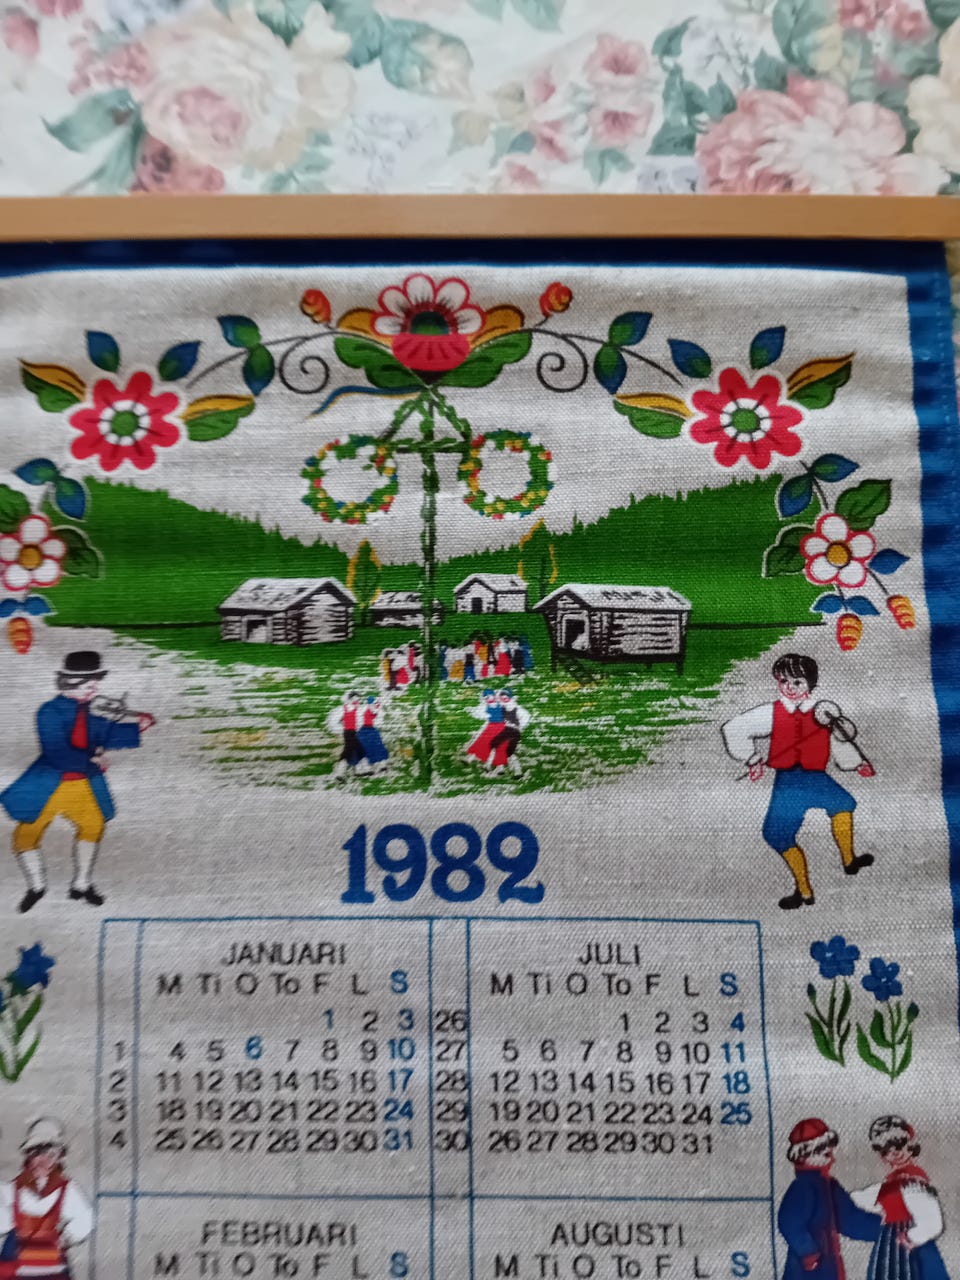 1982
JANUARI
M Ti O To F L S
1 2 3
1 4 5 6 7 8 9 10
2 11 12 13 14 15 16 17
3 18 19 20 21 22 23 24
4 25 26 27 28 29 30 31
JULI
M Ti O To F L S
26 1 2 3 4
27 5 6 7 8 9 10 11
28 12 13 14 15 16 17 18
29 19 20 21 22 23 24 25
30 26 27 28 29 30 31
FEBRUARI
M Ti O To F L S
AUGUSTI
M Ti O To F L S